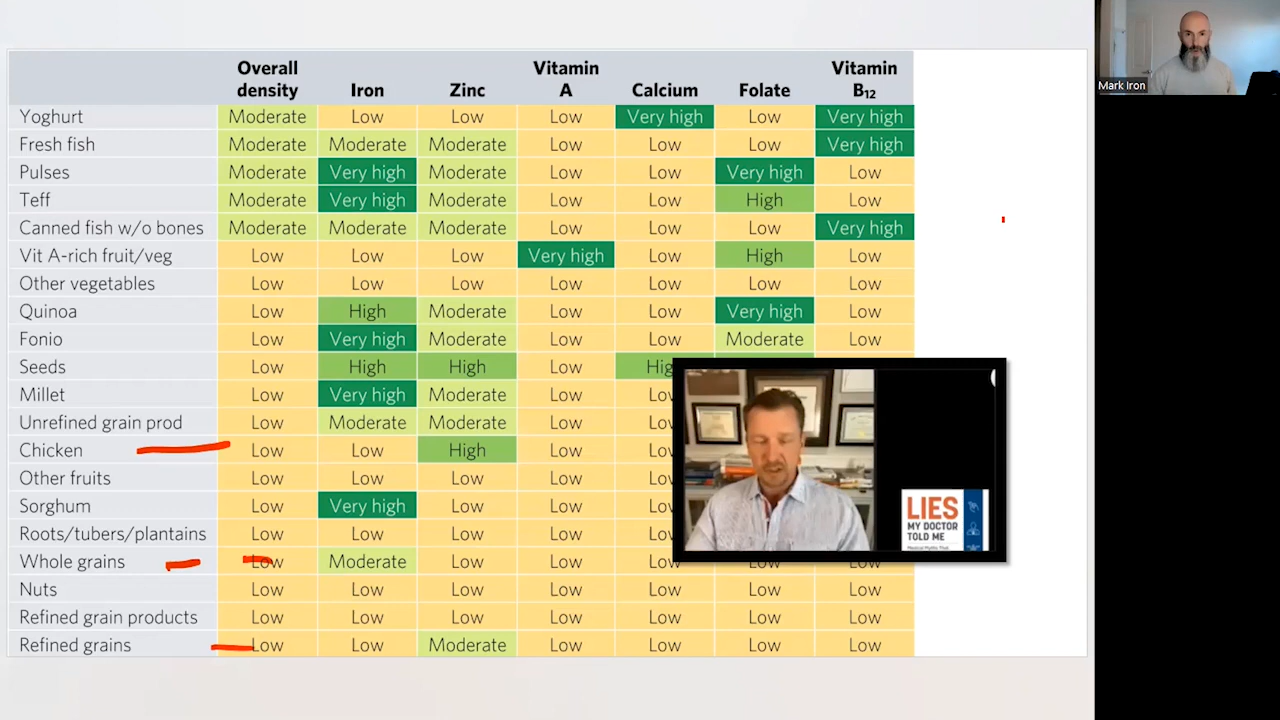 Overall density Iron Zinc Vitamin A Calcium Folate Vitamin B12
Yoghurt Moderate Low Low Low Very high Low Very high
Fresh fish Moderate Moderate Moderate Low Low Low Very high
Pulses Moderate Very high Moderate Low Low Very high Low
Teff Moderate Very high Moderate Low Low High Low
Canned fish w/o bones Moderate Moderate Moderate Low Low Low Very high
Vit A-rich fruit/veg Low Low Low Very high Low High Low
Other vegetables Low Low Low Low Low Low Low
Quinoa Low High Moderate Low Low Very high Low
Fonio Low Very high Moderate Low Low Moderate Low
Seeds Low High High Low
Millet Low Very high Moderate Low
Unrefined grain prod Low Moderate Moderate Low
Chicken Low Low High Low
Other fruits Low Low Low Low
Sorghum Low Very high Low Low
Roots/tubers/plantains Low Low Low Low
Whole grains Low Moderate Low Low Low Low Low
Nuts Low Low Low Low Low Low Low
Refined grain products Low Low Low Low Low Low Low
Refined grains Low Low Moderate Low Low Low Low
Mark Iron
LIES
MY DOCTOR
TOLD ME
Medical Myths That